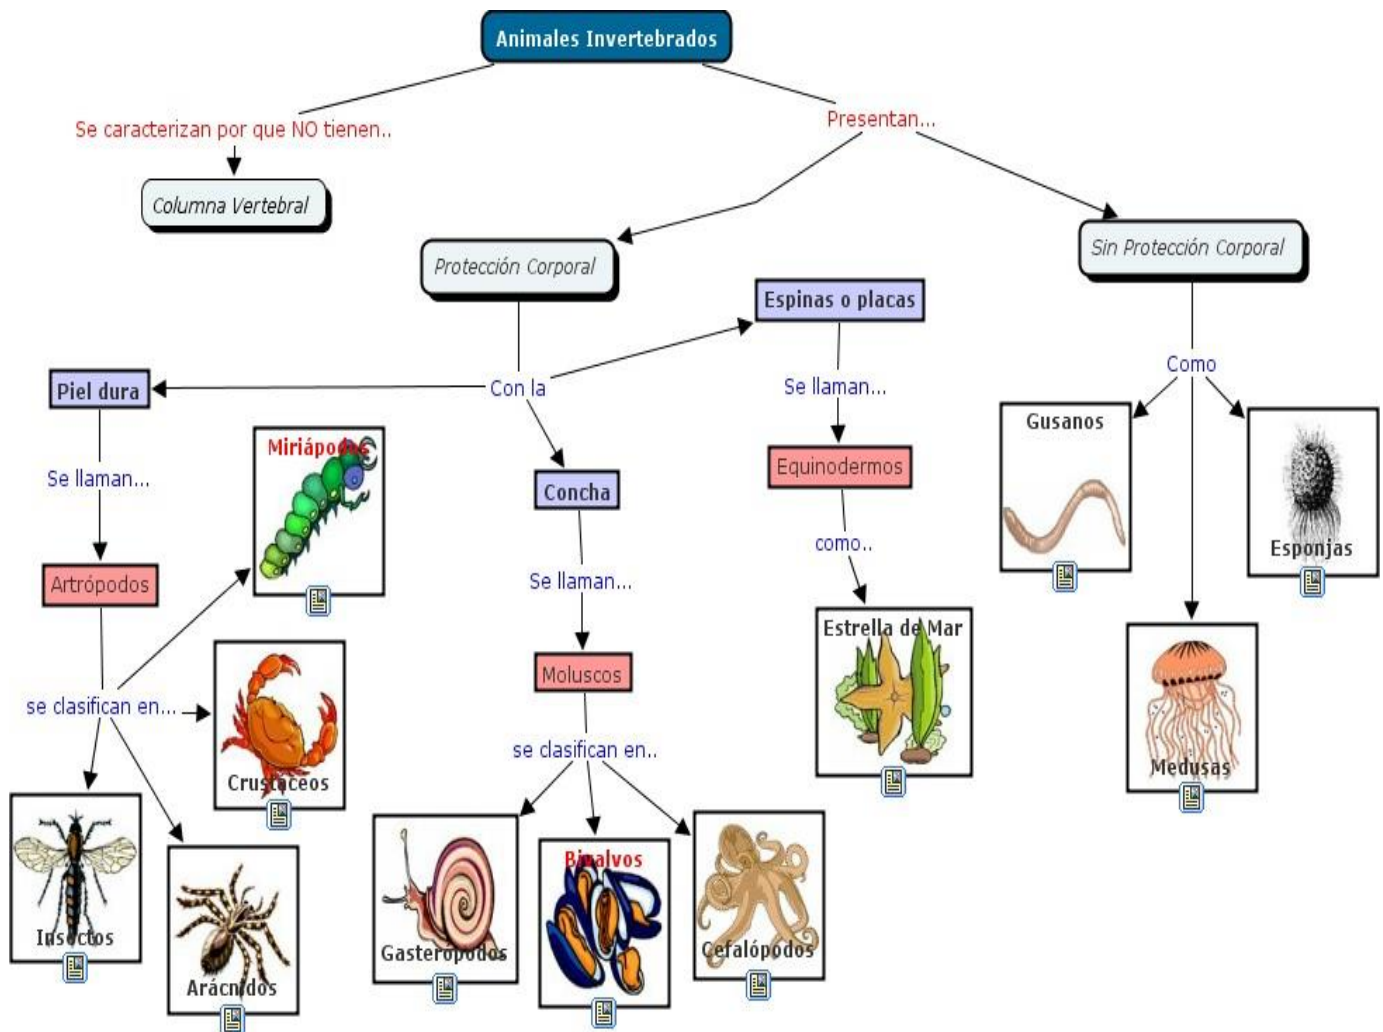 Animales Invertebrados
Se caracterizan por que NO tienen..
Presentan...
Columna Vertebral
Protección Corporal
Sin Protección Corporal
Espinas o placas
Piel dura
Con la
Se llaman...
Como
Miriápodos
Gusanos
Se llaman...
Concha
Equinodermos
Esponjas
Artrópodos
Se llaman...
como..
Estrella de Mar
Moluscos
se clasifican en...
Crustaceos
se clasifican en..
Medusas
Insectos
Arácnidos
Gasterópodos
Bivalvos
Cefalópodos